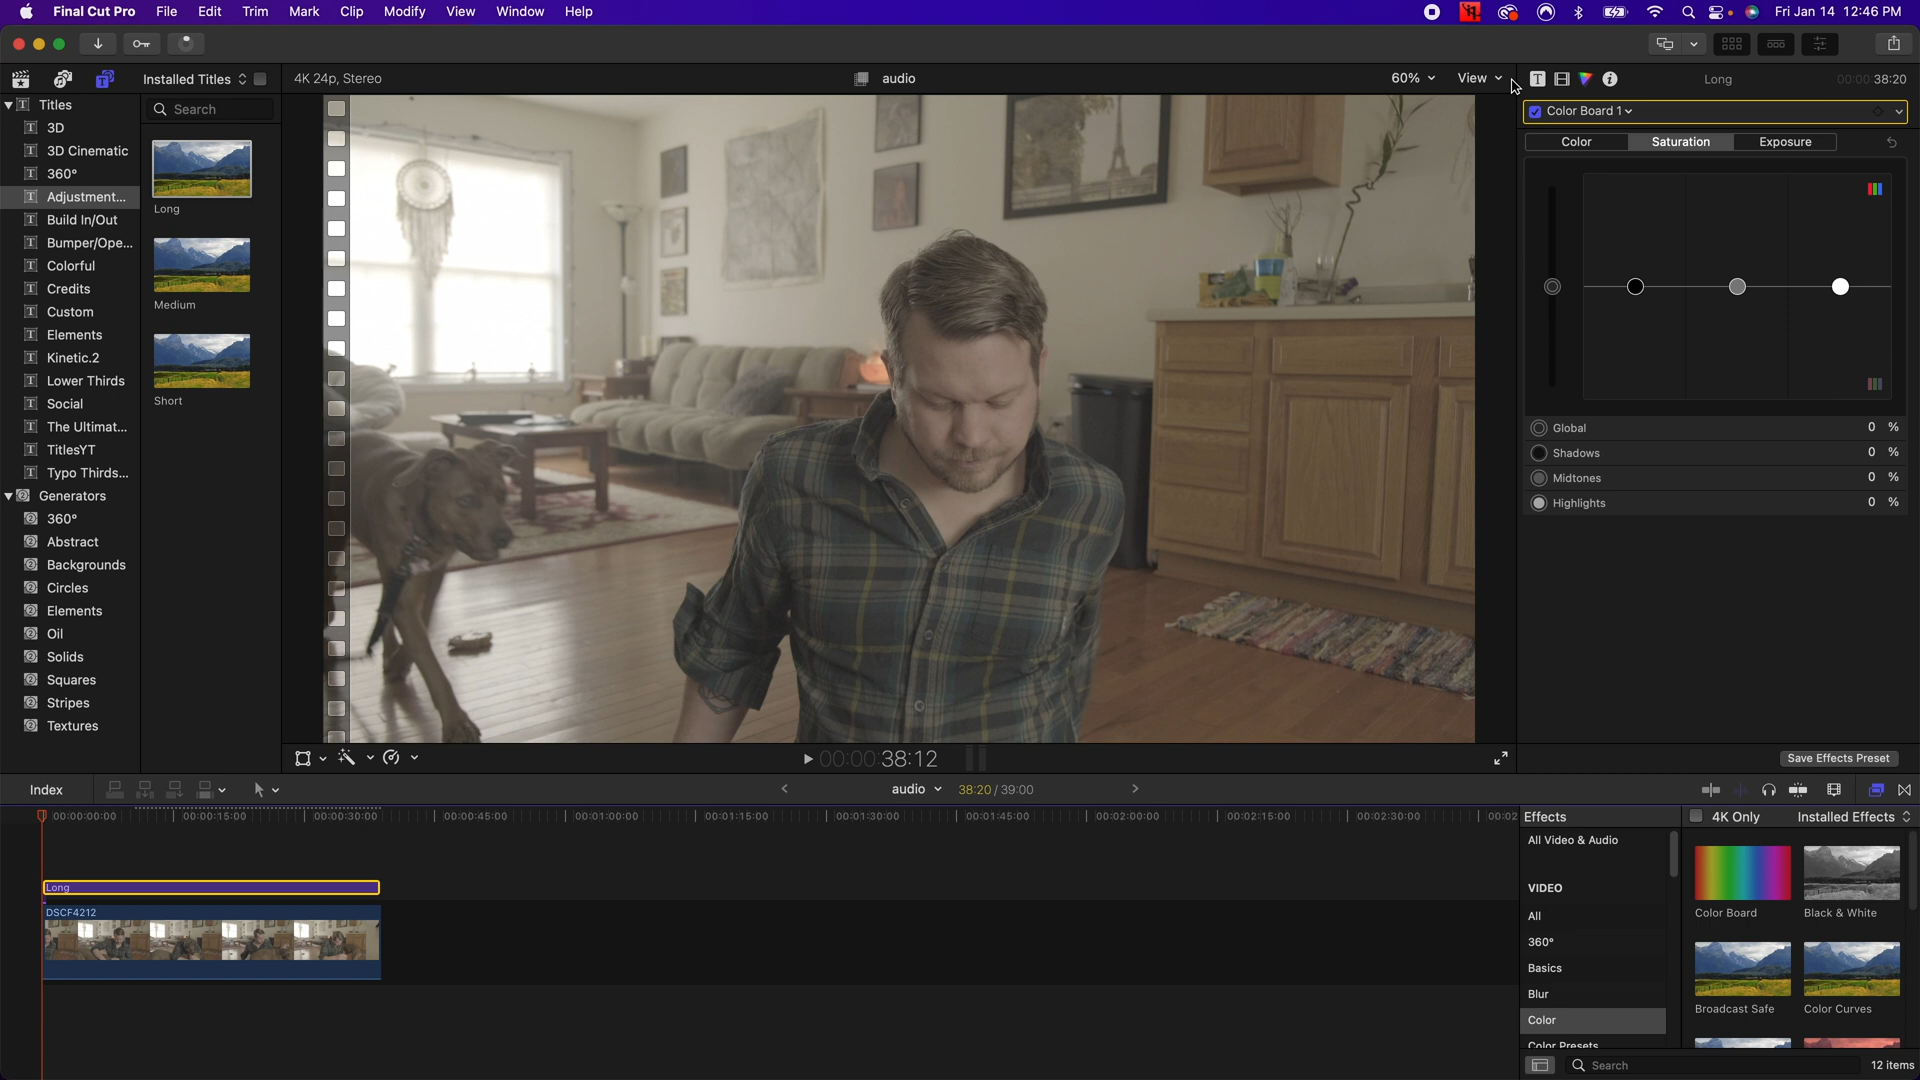 Final Cut Pro File Edit Trim Mark Clip Modify View Window Help Fri Jan 14 12:46 PM
Installed Titles 4K 24p, Stereo audio 60% View Long 00:00:38:20
Titles
Search
3D
3D Cinematic
360°
Adjustment...
Build In/Out
Bumper/Ope...
Colorful
Credits
Custom
Elements
Kinetic.2
Lower Thirds
Social
The Ultimat...
TitlesYT
Typo Thirds...
Generators
360°
Abstract
Backgrounds
Circles
Elements
Oil
Solids
Squares
Stripes
Textures
Long
Medium
Short
Color Board 1
Color Saturation Exposure
Global 0 %
Shadows 0 %
Midtones 0 %
Highlights 0 %
00:00:38:12
Save Effects Preset
Index audio 38:20 / 39:00
00:00:00:00 00:00:15:00 00:00:30:00 00:00:45:00 00:01:00:00 00:01:15:00 00:01:30:00 00:01:45:00 00:02:00:00 00:02:15:00 00:02:30:00 00:02
Long
DSCF4212
Effects 4K Only Installed Effects
All Video & Audio
VIDEO
All
360°
Basics
Blur
Color
Color Presets
Color Board
Black & White
Broadcast Safe
Color Curves
Search 12 items